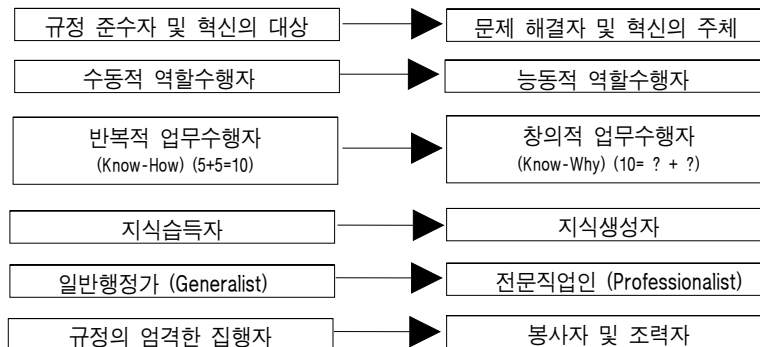 규정 준수자 및 혁신의 대상
문제 해결자 및 혁신의 주체
수동적 역할수행자
능동적 역할수행자
반복적 업무수행자
(Know-How) (5+5=10)
창의적 업무수행자
(Know-Why) (10= ? + ?)
지식습득자
지식생성자
일반행정가 (Generalist)
전문직업인 (Professionalist)
규정의 엄격한 집행자
봉사자 및 조력자